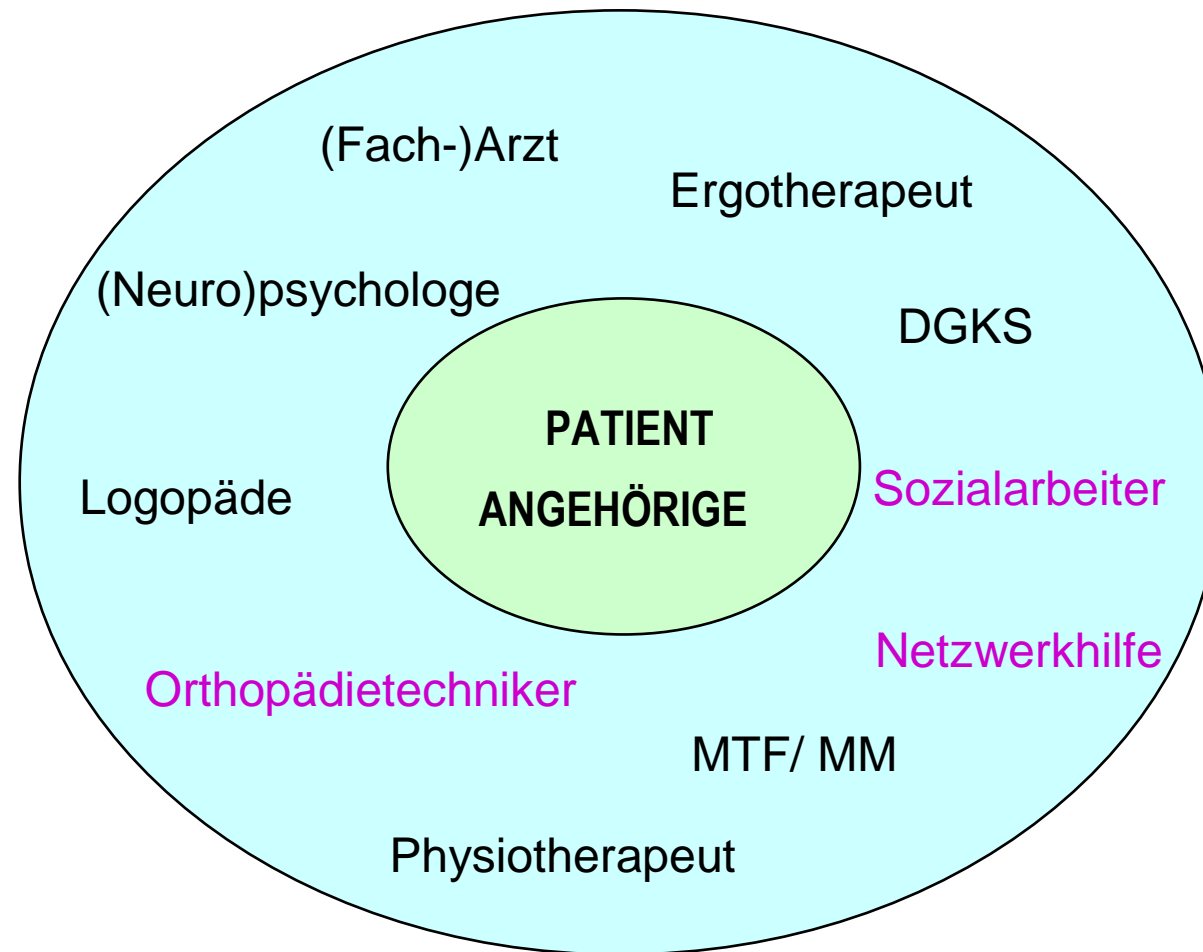 (Fach-)Arzt
Ergotherapeut
(Neuro)psychologe
DGKS
PATIENT
ANGEHÖRIGE
Logopäde
Sozialarbeiter
Netzwerkhilfe
Orthopädietechniker
MTF/ MM
Physiotherapeut